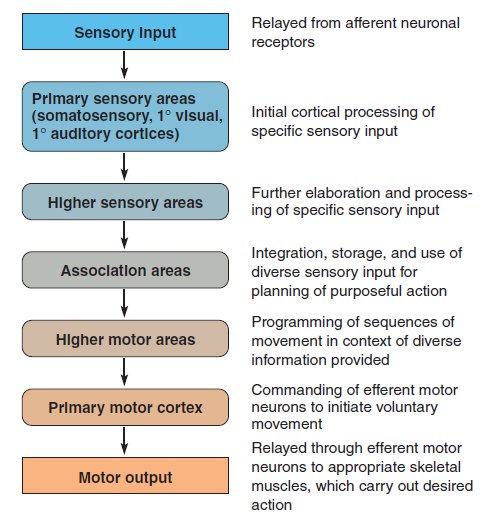 Sensory Input
Relayed from afferent neuronal
receptors
Primary sensory areas
(somatosensory, 1° visual,
1° auditory cortices)
Initial cortical processing of
specific sensory input
Higher sensory areas
Further elaboration and process-
ing of specific sensory input
Association areas
Integration, storage, and use of
diverse sensory input for
planning of purposeful action
Higher motor areas
Programming of sequences of
movement in context of diverse
information provided
Primary motor cortex
Commanding of efferent motor
neurons to initiate voluntary
movement
Motor output
Relayed through efferent motor
neurons to appropriate skeletal
muscles, which carry out desired
action